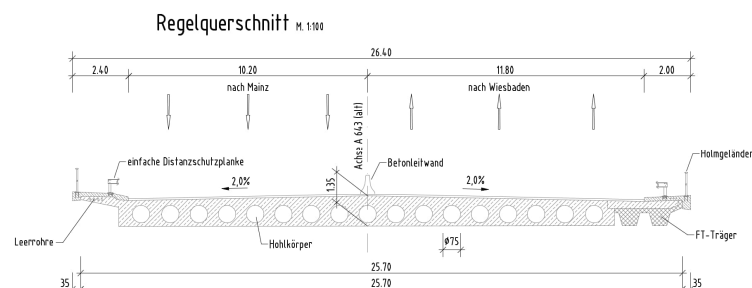 Regelquerschnitt M. 1:100
26.40
2.40 10.20 11.80 2.00
nach Mainz nach Wiesbaden
Achse A 643 (alt)
einfache Distanzschutzplanke
Betonleitwand
Holmgeländer
2,0% 1.35 2,0%
Leerrohre
Hohlkörper
ø75
FT-Träger
25.70
35 25.70 35